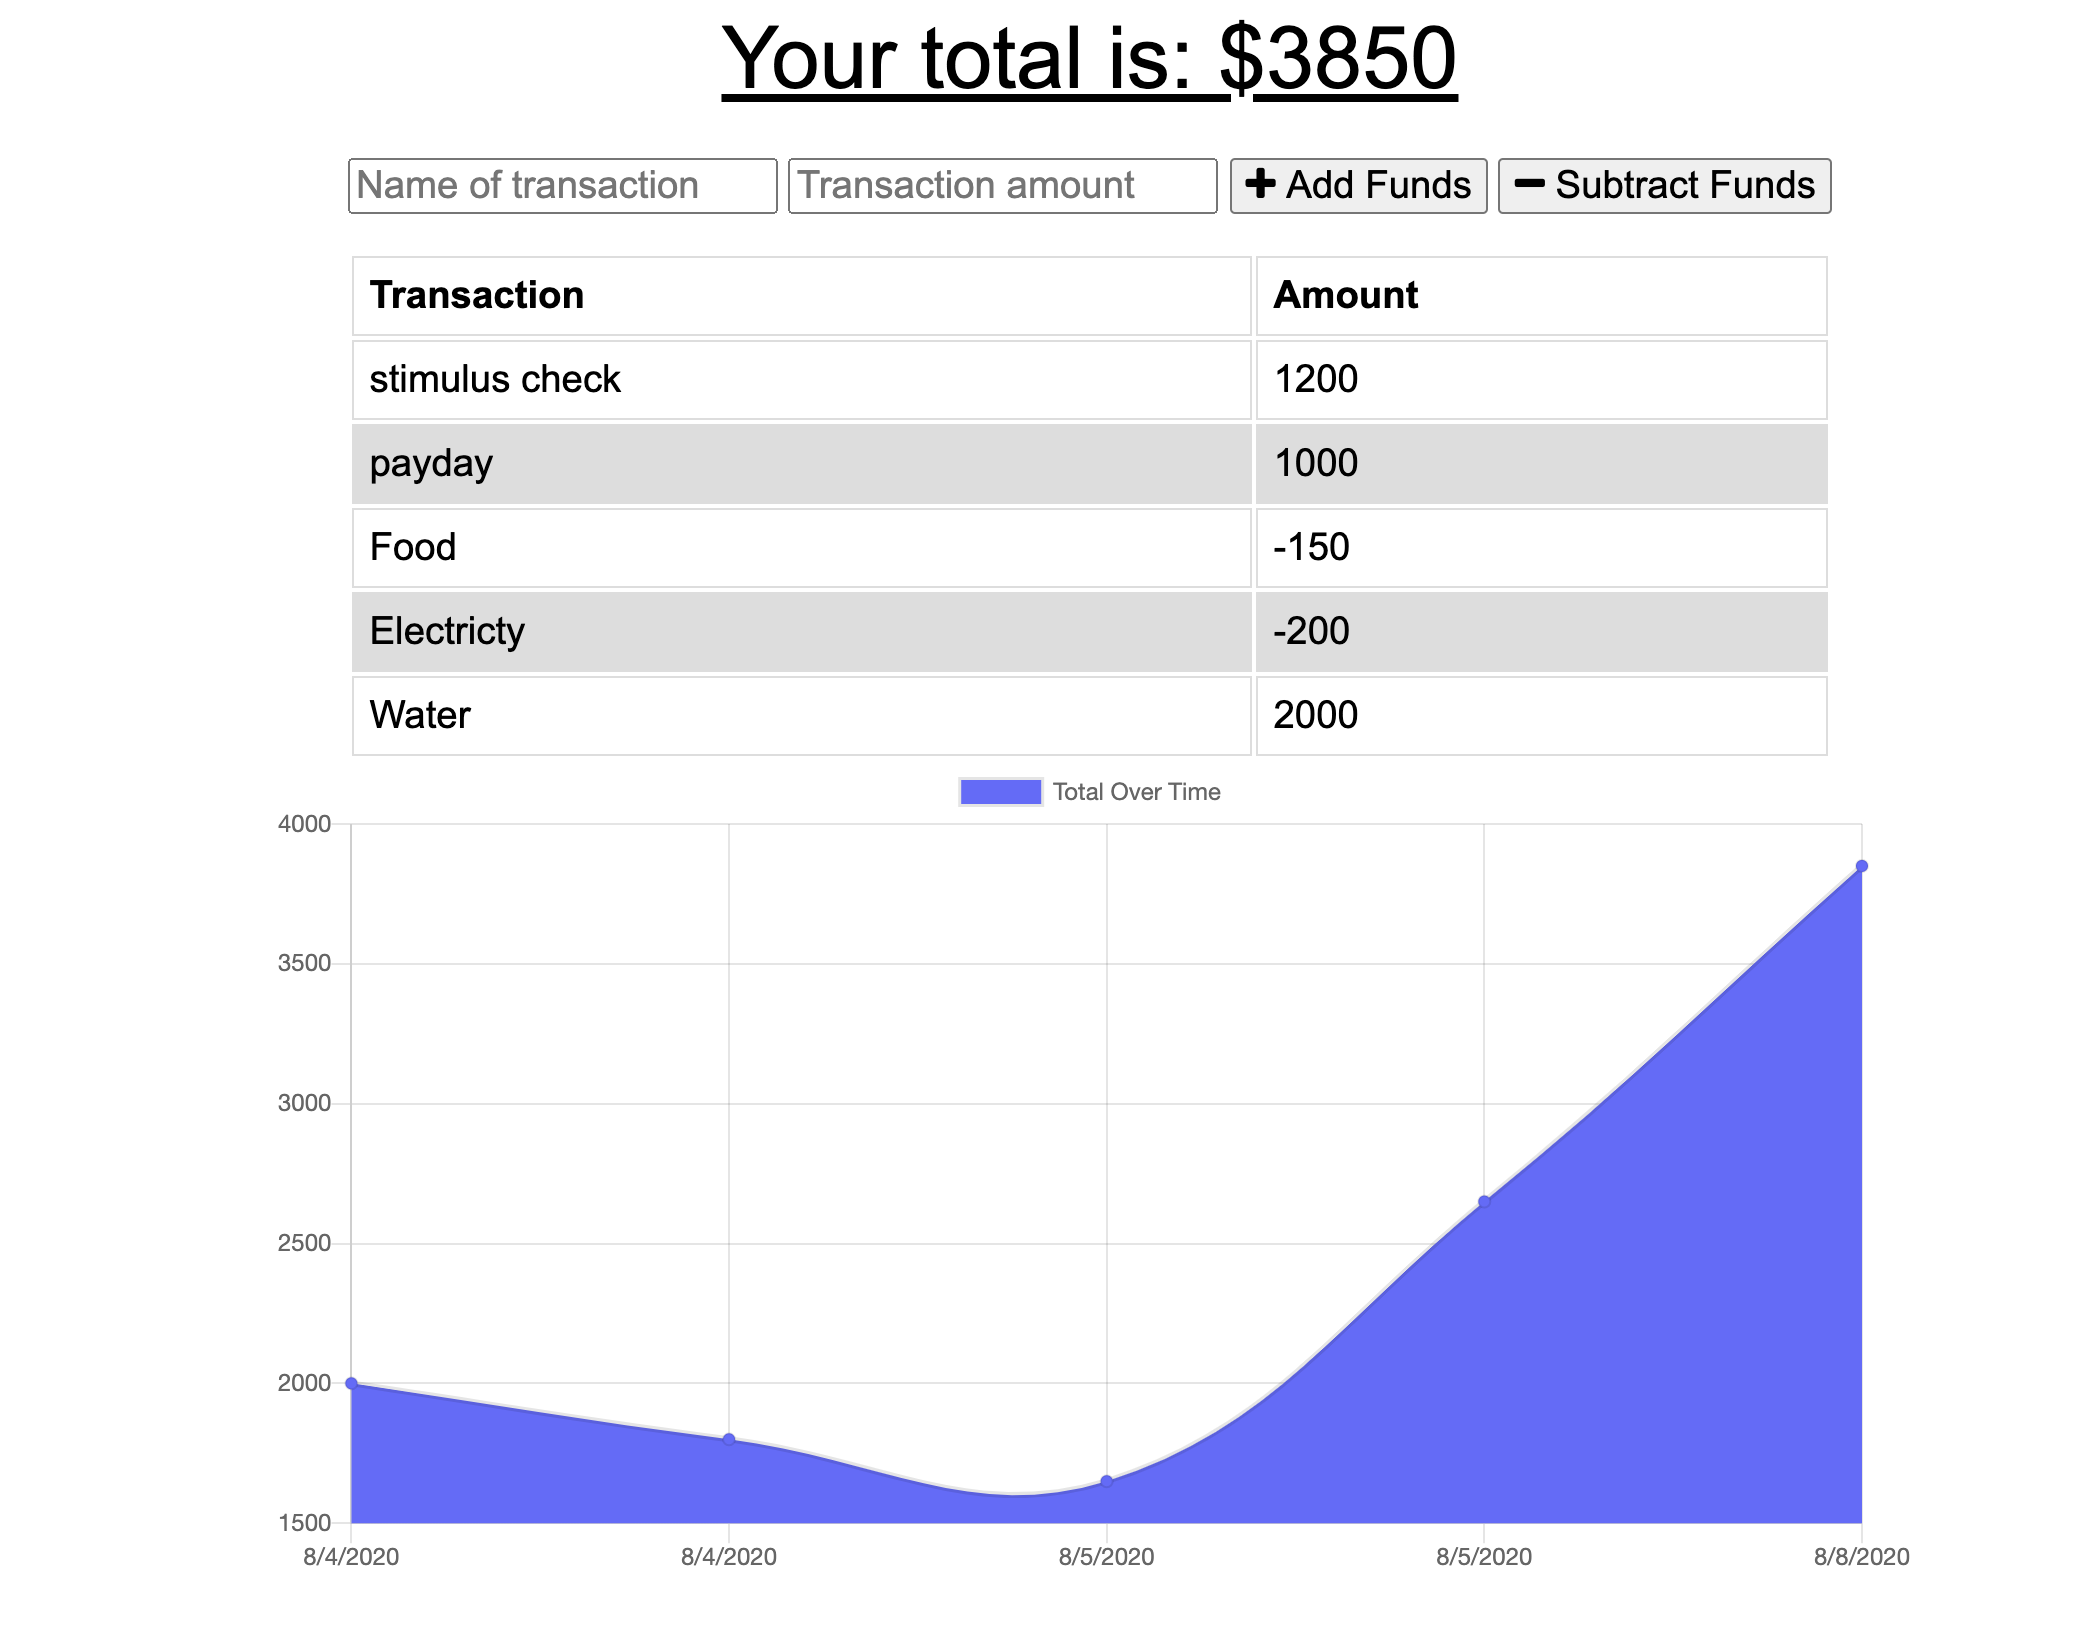 Your total is: $3850
Name of transaction Transaction amount Add Funds Subtract Funds
Transaction Amount
stimulus check 1200
payday 1000
Food -150
Electricty -200
Water 2000
Total Over Time
4000
3500
3000
2500
2000
1500
8/4/2020 8/4/2020 8/5/2020 8/5/2020 8/8/2020